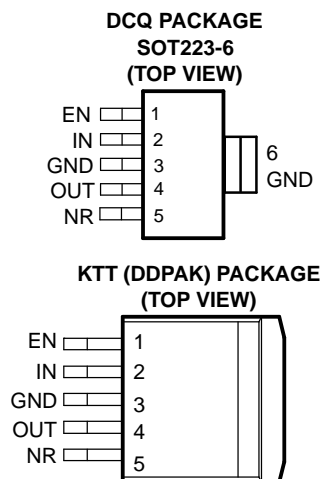 DCQ PACKAGE
SOT223-6
(TOP VIEW)
EN 1
IN 2
GND 3
OUT 4
NR 5
6
GND
KTT (DDPAK) PACKAGE
(TOP VIEW)
EN 1
IN 2
GND 3
OUT 4
NR 5